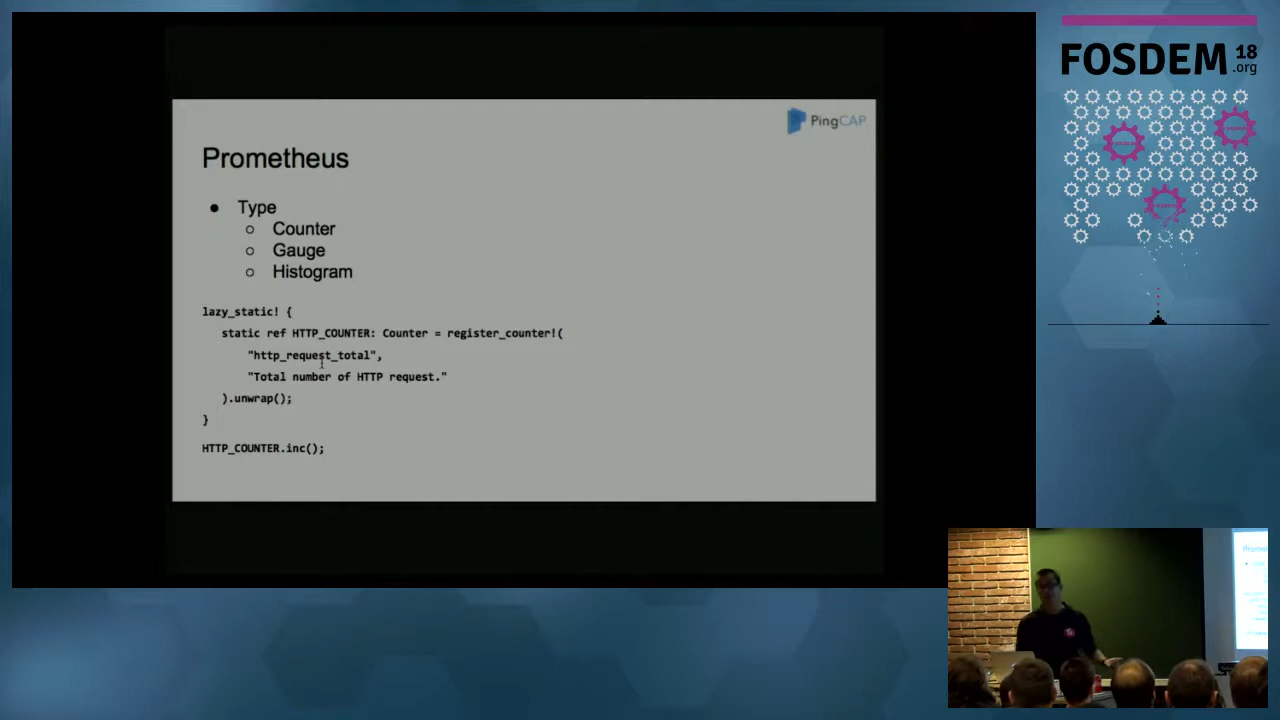 PingCAP
Prometheus
● Type
○ Counter
○ Gauge
○ Histogram
lazy_static! {
static ref HTTP_COUNTER: Counter = register_counter!(
"http_request_total",
"Total number of HTTP request."
).unwrap();
}
HTTP_COUNTER.inc();
FOSDEM 18
.org